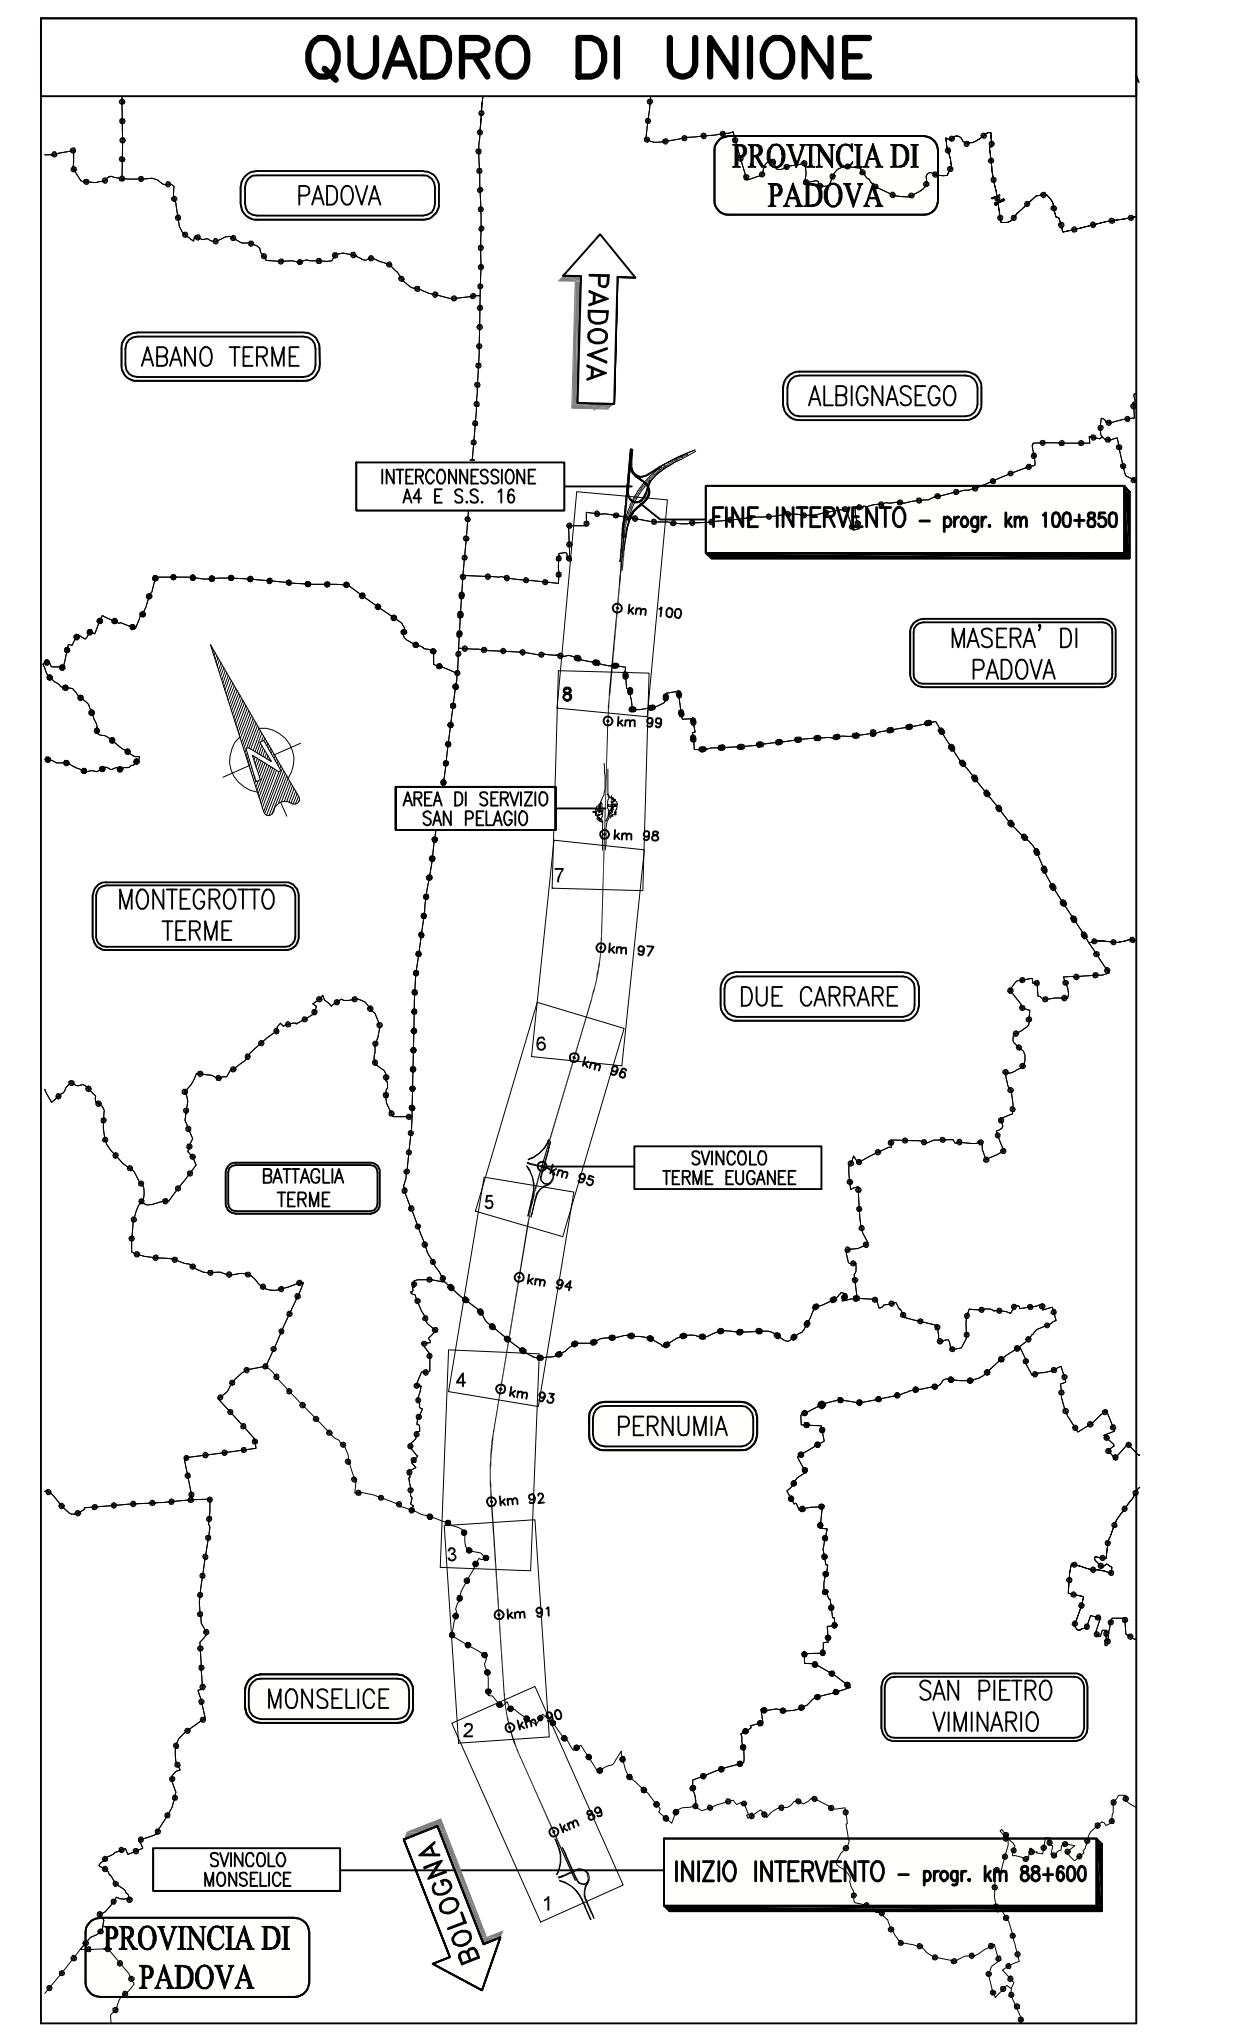 QUADRO DI UNIONE
PADOVA
PROVINCIA DI
PADOVA
PADOVA
ABANO TERME
ALBIGNASEGO
INTERCONNESSIONE
A4 E S.S. 16
FINE INTERVENTO – progr. km 100+850
km 100
MASERA' DI
PADOVA
8
km 99
N
AREA DI SERVIZIO
SAN PELAGIO
km 98
7
MONTEGROTTO
TERME
km 97
DUE CARRARE
6
km 96
SVINCOLO
TERME EUGANEE
km 95
BATTAGLIA
TERME
5
km 94
4
km 93
PERNUMIA
km 92
3
km 91
MONSELICE
SAN PIETRO
VIMINARIO
2
km 90
km 89
BOLOGNA
SVINCOLO
MONSELICE
INIZIO INTERVENTO – progr. km 88+600
1
PROVINCIA DI
PADOVA